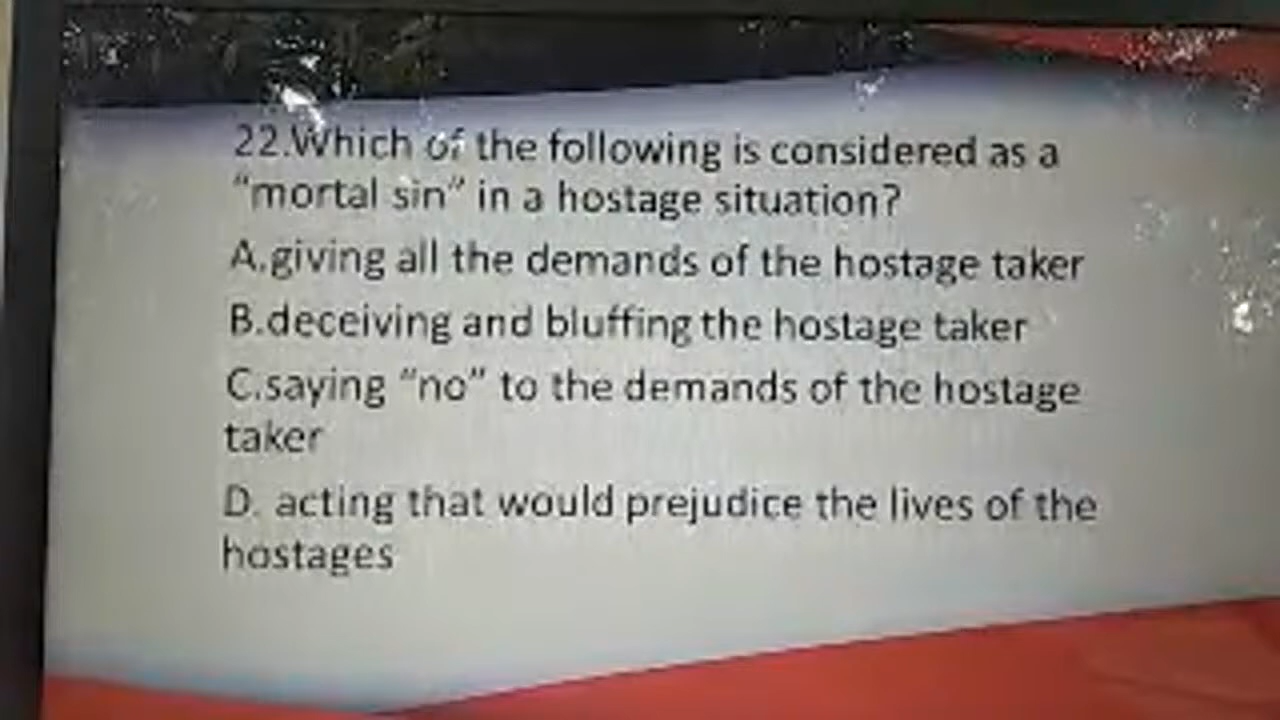 22.Which of the following is considered as a
“mortal sin” in a hostage situation?
A.giving all the demands of the hostage taker
B.deceiving and bluffing the hostage taker
C.saying “no” to the demands of the hostage
taker
D. acting that would prejudice the lives of the
hostages